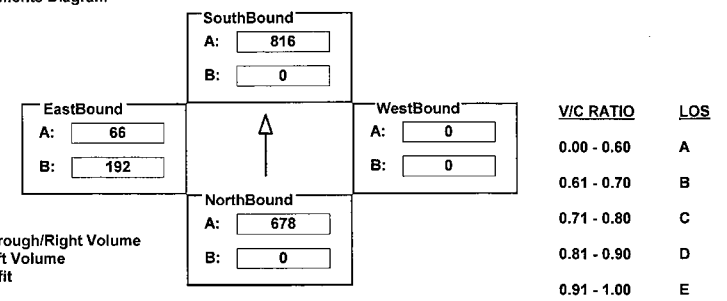 SouthBound
A: 816
B: 0
EastBound
A: 66
B: 192
WestBound
A: 0
B: 0
NorthBound
A: 678
B: 0
rough/Right Volume
ft Volume
fit
V/C RATIO LOS
0.00 - 0.60 A
0.61 - 0.70 B
0.71 - 0.80 C
0.81 - 0.90 D
0.91 - 1.00 E